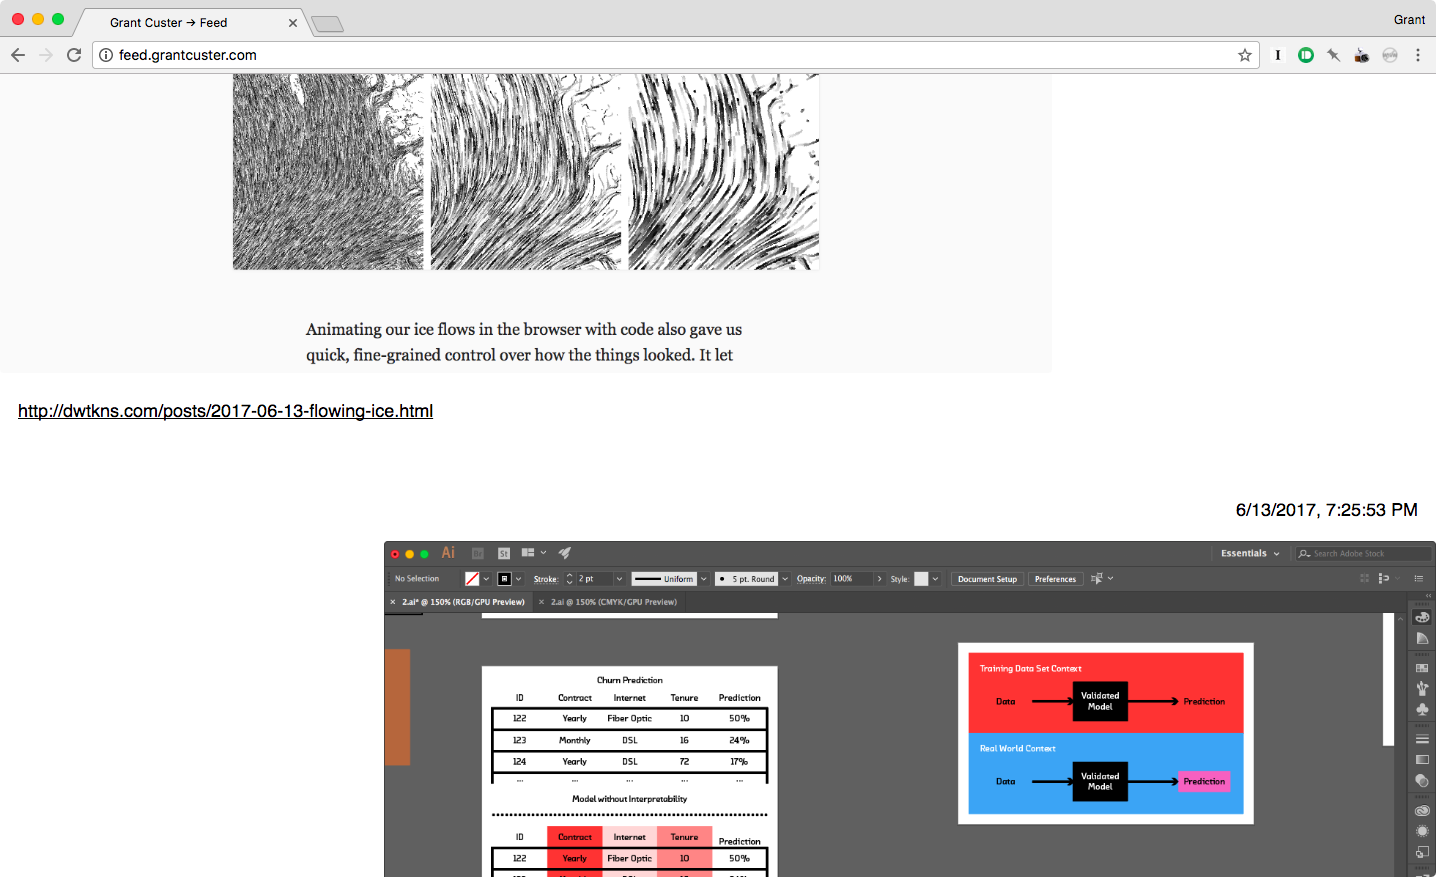 Grant Custer → Feed
Grant
feed.grantcuster.com
Animating our ice flows in the browser with code also gave us
quick, fine-grained control over how the things looked. It let
http://dwtkns.com/posts/2017-06-13-flowing-ice.html
6/13/2017, 7:25:53 PM
Ai Br St Essentials Search Adobe Stock
No Selection Stroke: 2 pt Uniform 5 pt. Round Opacity: 100% Style: Document Setup Preferences
2.ai* @ 150% (RGB/GPU Preview) 2.ai @ 150% (CMYK/GPU Preview)
Churn Prediction
ID Contract Internet Tenure Prediction
122 Yearly Fiber Optic 10 50%
123 Monthly DSL 16 24%
124 Yearly DSL 72 17%
... ... ... ... ...
Model without Interpretability
ID Contract Internet Tenure Prediction
122 Yearly Fiber Optic 10 50%
Training Data Set Context
Data Validated Model Prediction
Real World Context
Data Validated Model Prediction